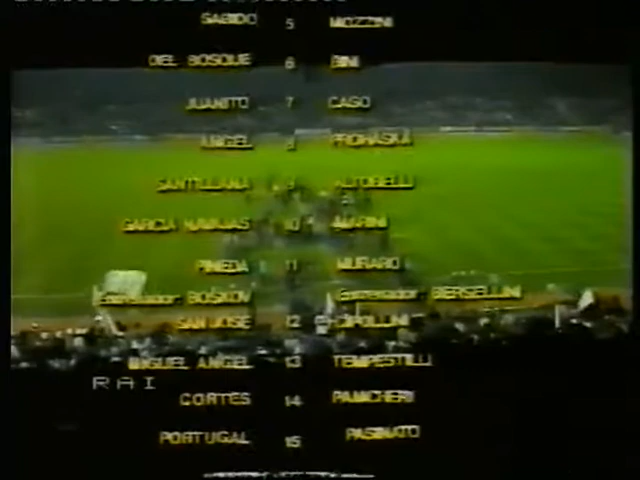 SABIDO 5 MOZZINI
DEL BOSQUE 6 BINI
JUANITO 7 CASO
ANGEL 8 PROHASKA
SANTILLANA 9 ALTOBELLI
GARCIA NAVAJAS 10 MARINI
PINEDA 11 MURARO
Entrenador: BOSKOV Entrenador: BERSELLINI
SAN JOSE 12 CIPOLLINI
MIGUEL ANGEL 13 TEMPESTILLI
RAI
CORTES 14 PANCHERI
PORTUGAL 15 PASINATO